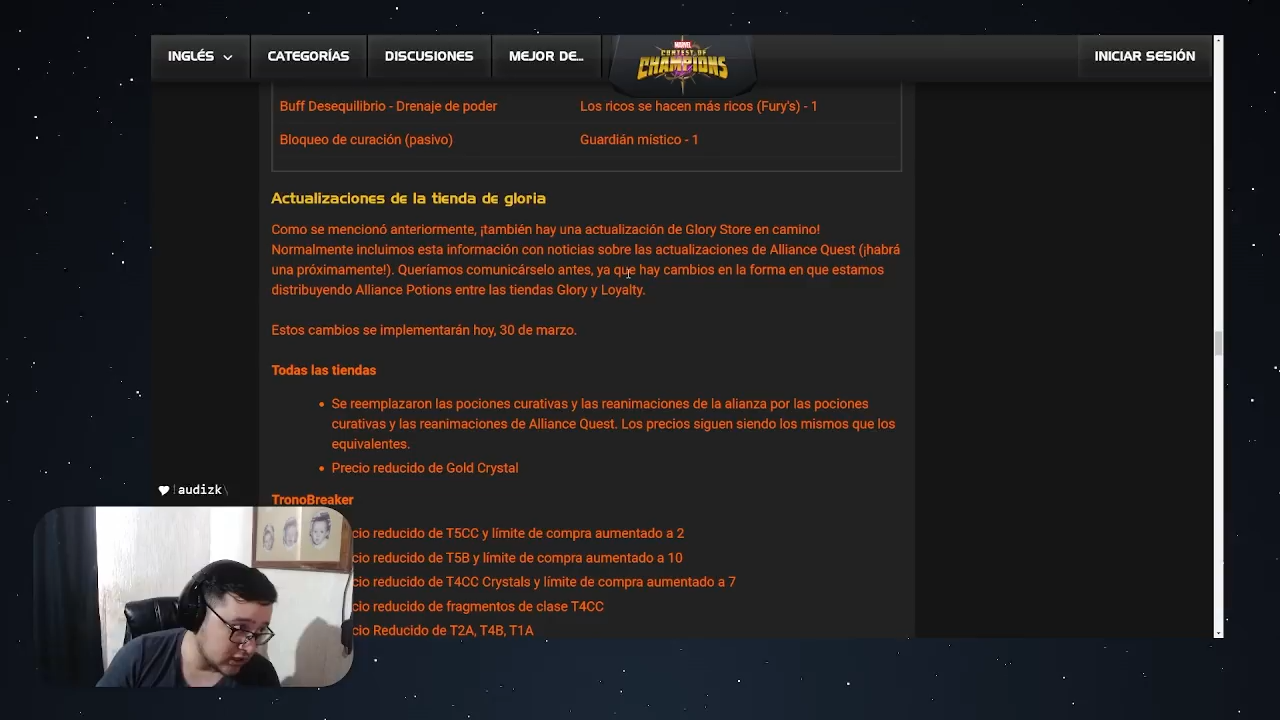 INGLÉS
CATEGORÍAS
DISCUSIONES
MEJOR DE...
MARVEL
CONTEST OF
CHAMPIONS
INICIAR SESIÓN
Buff Desequilibrio - Drenaje de poder
Los ricos se hacen más ricos (Fury's) - 1
Bloqueo de curación (pasivo)
Guardián místico - 1
Actualizaciones de la tienda de gloria
Como se mencionó anteriormente, ¡también hay una actualización de Glory Store en camino!
Normalmente incluimos esta información con noticias sobre las actualizaciones de Alliance Quest (¡habrá
una próximamente!). Queríamos comunicárselo antes, ya que hay cambios en la forma en que estamos
distribuyendo Alliance Potions entre las tiendas Glory y Loyalty.
Estos cambios se implementarán hoy, 30 de marzo.
Todas las tiendas
• Se reemplazaron las pociones curativas y las reanimaciones de la alianza por las pociones
curativas y las reanimaciones de Alliance Quest. Los precios siguen siendo los mismos que los
equivalentes.
• Precio reducido de Gold Crystal
audizk
TronoBreaker
cio reducido de T5CC y límite de compra aumentado a 2
cio reducido de T5B y límite de compra aumentado a 10
cio reducido de T4CC Crystals y límite de compra aumentado a 7
cio reducido de fragmentos de clase T4CC
cio Reducido de T2A, T4B, T1A